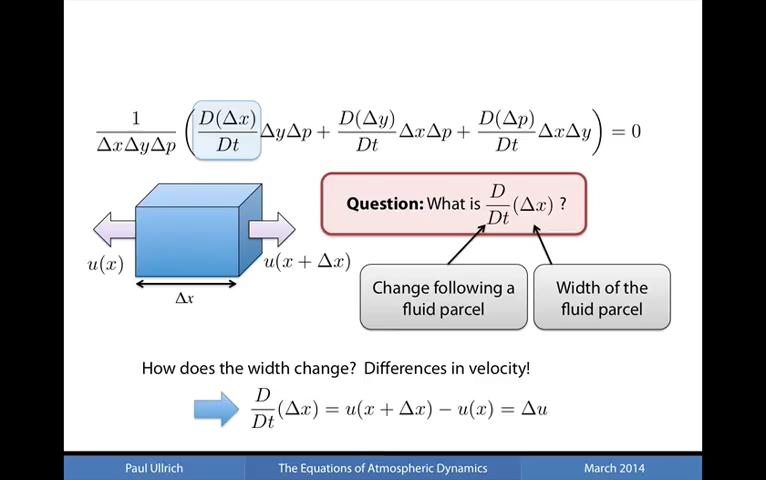 1/(ΔxΔyΔp) ( D(Δx)/Dt ΔyΔp + D(Δy)/Dt ΔxΔp + D(Δp)/Dt ΔxΔy ) = 0
Question: What is D/Dt (Δx) ?
u(x)
u(x + Δx)
Δx
Change following a
fluid parcel
Width of the
fluid parcel
How does the width change? Differences in velocity!
D/Dt (Δx) = u(x + Δx) − u(x) = Δu
Paul Ullrich
The Equations of Atmospheric Dynamics
March 2014